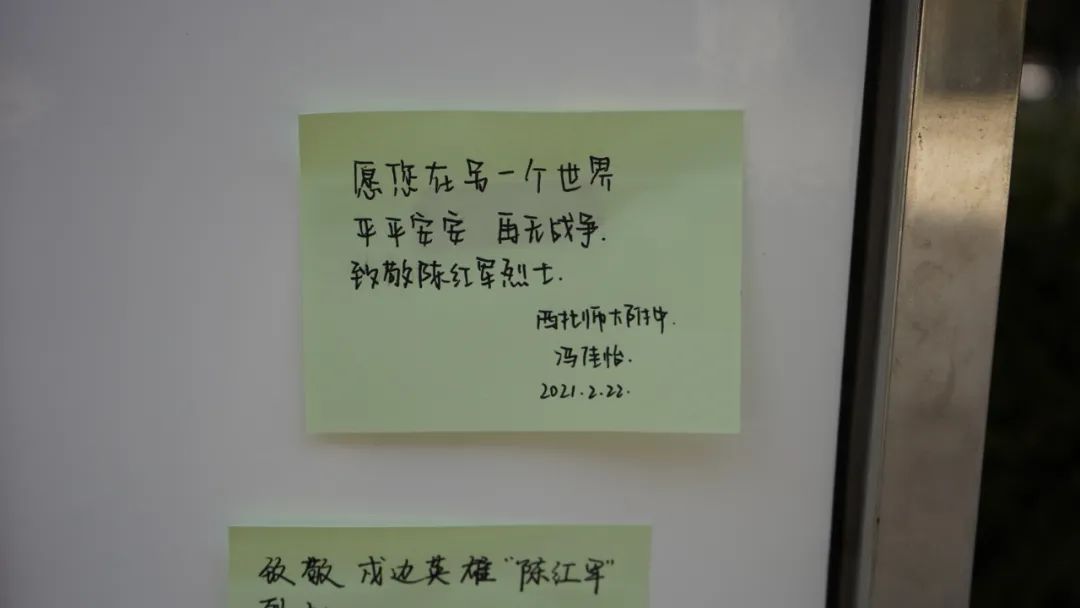 愿您在另一个世界
平平安安 再无战争.
致敬陈红军烈士.
西北师大附中.
冯佳怡.
2021.2.22.
致敬 戍边英雄“陈红军”